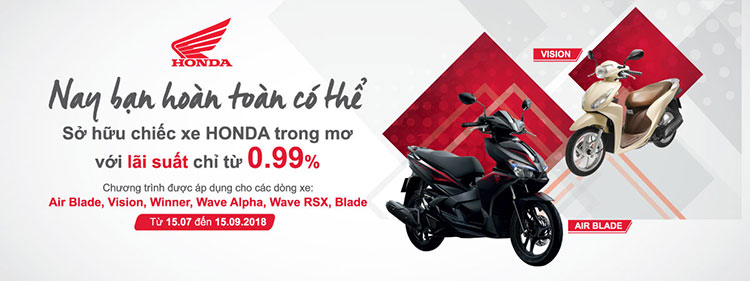 HONDA
Nay bạn hoàn toàn có thể
Sở hữu chiếc xe HONDA trong mơ
với lãi suất chỉ từ 0.99%
Chương trình được áp dụng cho các dòng xe:
Air Blade, Vision, Winner, Wave Alpha, Wave RSX, Blade
Từ 15.07 đến 15.09.2018
VISION
AIR BLADE